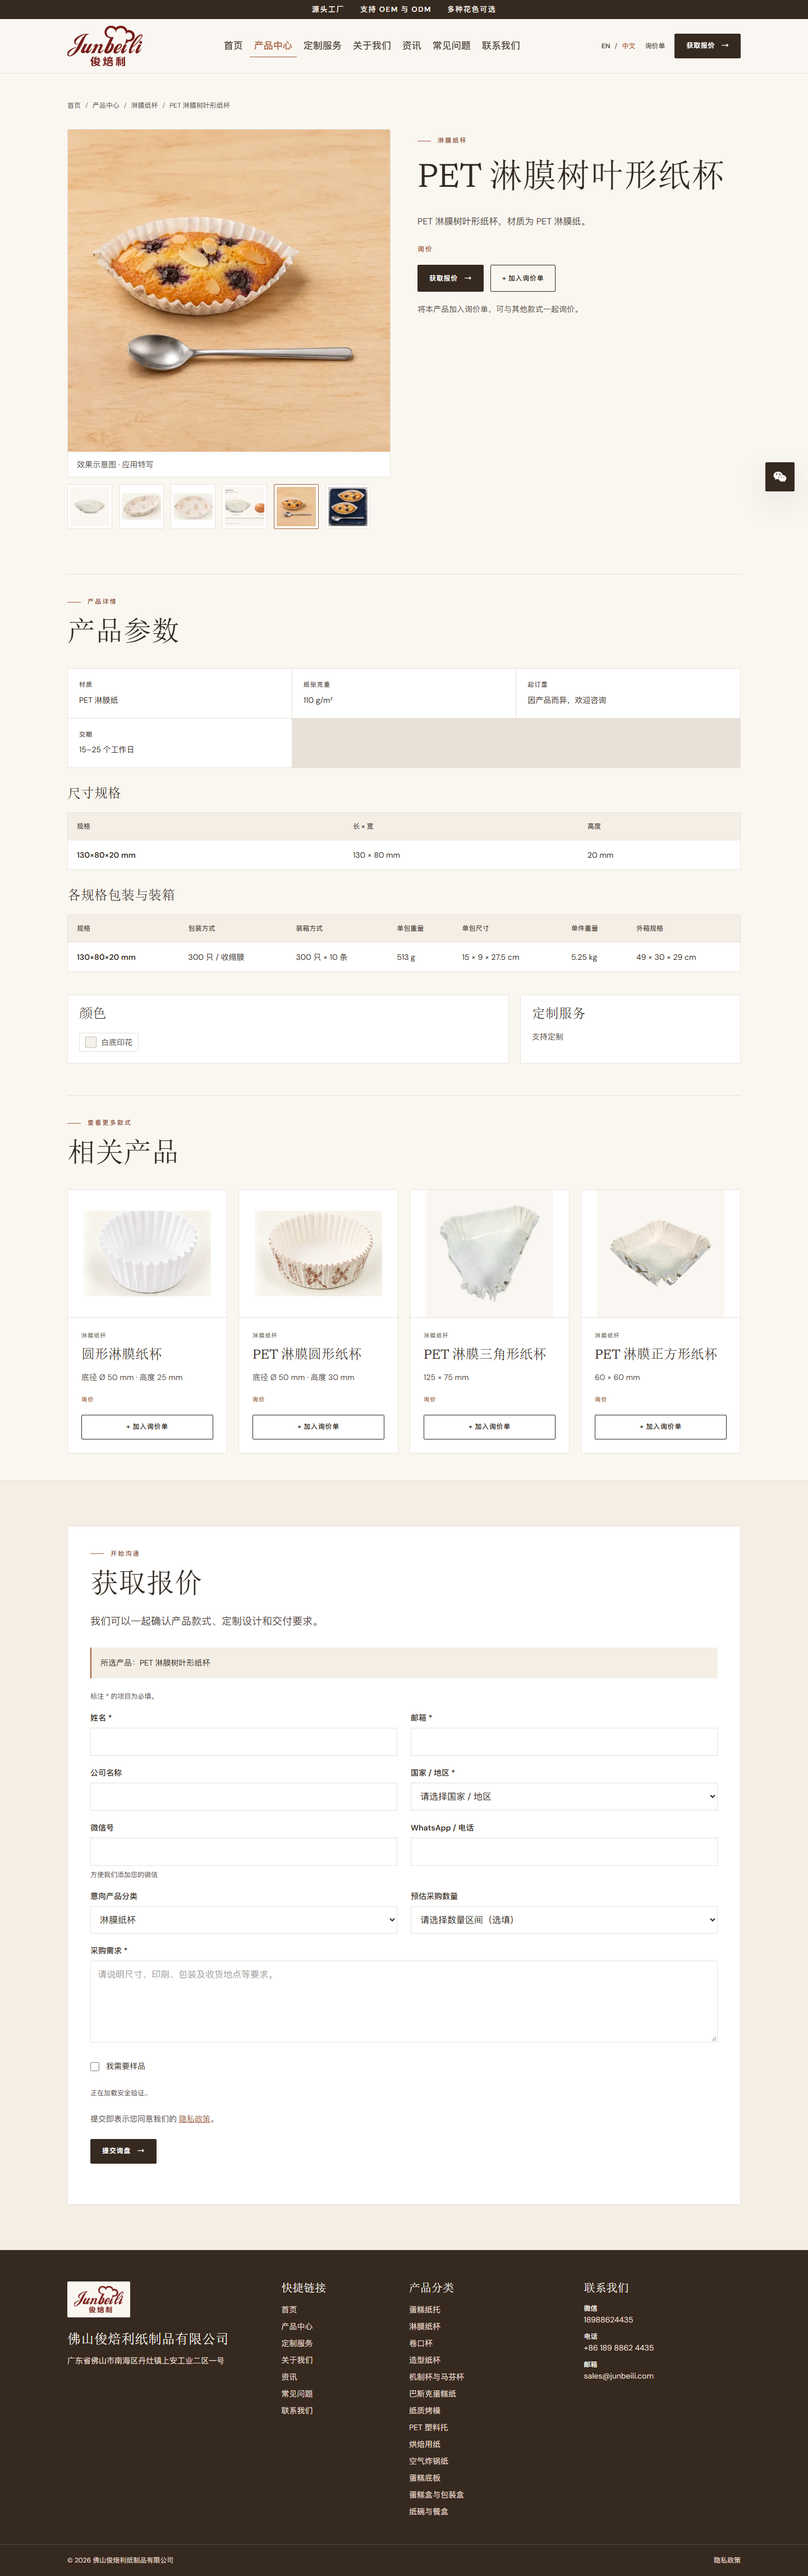 源头工厂 支持 OEM 与 ODM 多种花色可选
Junbeili
俊焙利
首页 产品中心 定制服务 关于我们 资讯 常见问题 联系我们
EN / 中文 询价单 获取报价 →
首页 / 产品中心 / 淋膜纸杯 / PET 淋膜树叶形纸杯
淋膜纸杯
PET 淋膜树叶形纸杯
PET 淋膜树叶形纸杯，材质为 PET 淋膜纸。
询价
获取报价 → + 加入询价单
将本产品加入询价单，可与其他款式一起询价。
效果示意图 · 应用特写
产品详情
产品参数
材质 纸张克重 起订量
PET 淋膜纸 110 g/m² 因产品而异，欢迎咨询
交期
15–25 个工作日
尺寸规格
规格 长 × 宽 高度
130×80×20 mm 130 × 80 mm 20 mm
各规格包装与装箱
规格 包装方式 装箱方式 单包重量 单包尺寸 单件重量 外箱规格
130×80×20 mm 300 只 / 收缩膜 300 只 × 10 条 513 g 15 × 9 × 27.5 cm 5.25 kg 49 × 30 × 29 cm
颜色 定制服务
白底印花 支持定制
查看更多款式
相关产品
淋膜纸杯 淋膜纸杯 淋膜纸杯 淋膜纸杯
圆形淋膜纸杯 PET 淋膜圆形纸杯 PET 淋膜三角形纸杯 PET 淋膜正方形纸杯
底径 Ø 50 mm · 高度 25 mm 底径 Ø 50 mm · 高度 30 mm 125 × 75 mm 60 × 60 mm
询价 询价 询价 询价
+ 加入询价单 + 加入询价单 + 加入询价单 + 加入询价单
开始沟通
获取报价
我们可以一起确认产品款式、定制设计和交付要求。
所选产品：PET 淋膜树叶形纸杯
标注 * 的项目为必填。
姓名 * 邮箱 *
公司名称 国家 / 地区 *
请选择国家 / 地区
微信号 WhatsApp / 电话
方便我们添加您的微信
意向产品分类 预估采购数量
淋膜纸杯 请选择数量区间（选填）
采购需求 *
请说明尺寸、印刷、包装及收货地点等要求。
我需要样品
正在加载安全验证…
提交即表示您同意我们的 隐私政策。
提交询盘 →
Junbeili
俊焙利
佛山俊焙利纸制品有限公司
广东省佛山市南海区丹灶镇上安工业二区一号
快捷链接
首页
产品中心
定制服务
关于我们
资讯
常见问题
联系我们
产品分类
蛋糕纸托
淋膜纸杯
卷口杯
造型纸杯
机制杯与马芬杯
巴斯克蛋糕纸
纸质烤模
PET 塑料托
烘焙用纸
空气炸锅纸
蛋糕底板
蛋糕盒与包装盒
纸碗与餐盒
联系我们
微信
18988624435
电话
+86 189 8862 4435
邮箱
sales@junbeili.com
© 2026 佛山俊焙利纸制品有限公司 隐私政策